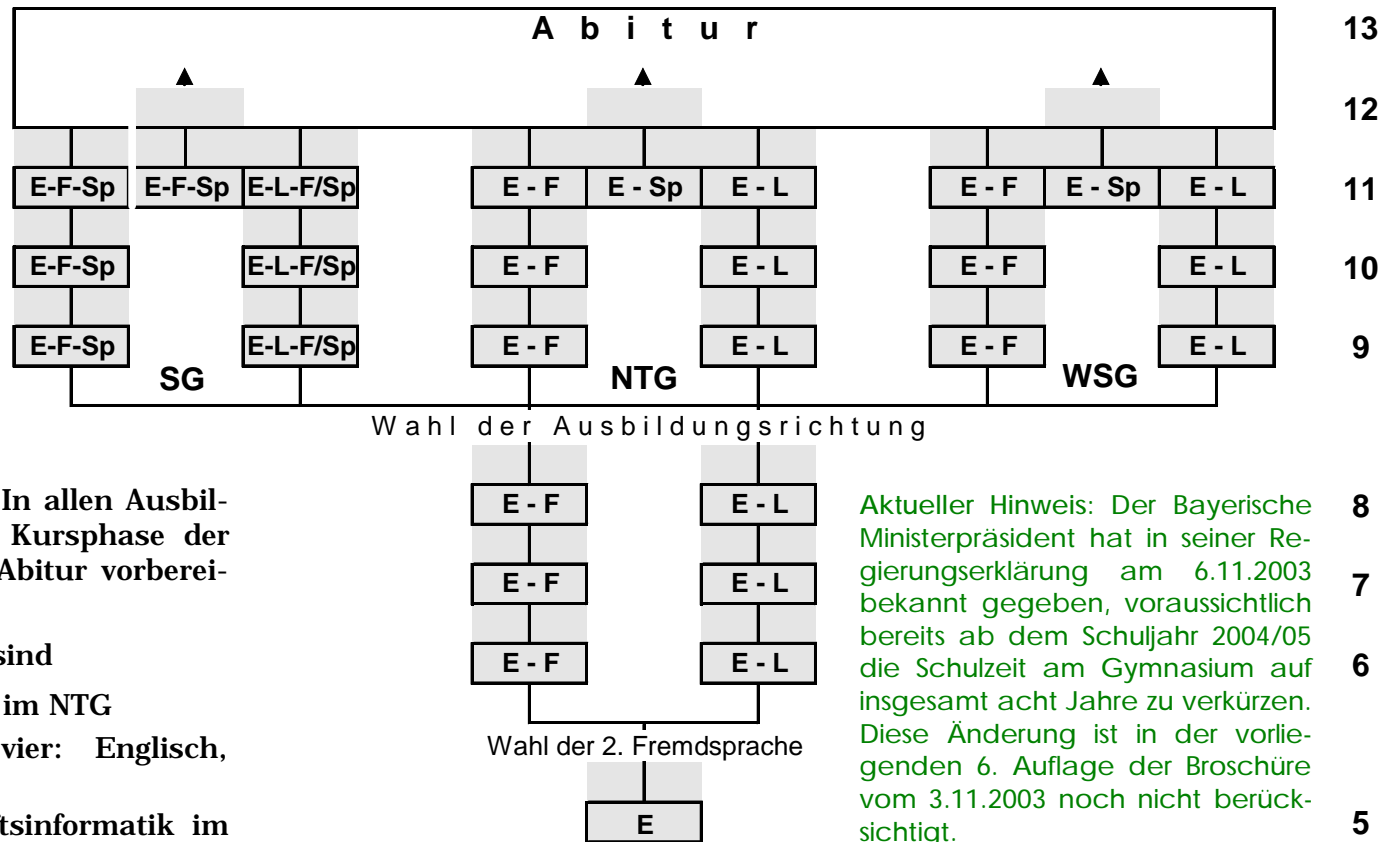 A b i t u r 13
12
E-F-Sp E-F-Sp E-L-F/Sp E - F E - Sp E - L E - F E - Sp E - L 11
E-F-Sp E-L-F/Sp E - F E - L E - F E - L 10
E-F-Sp E-L-F/Sp E - F E - L E - F E - L 9
SG NTG WSG
Wahl der Ausbildungsrichtung
E - F E - L 8
E - F E - L 7
E - F E - L 6
Wahl der 2. Fremdsprache
E 5
In allen Ausbil-
Kursphase der
Abitur vorberei-
sind
im NTG
vier: Englisch,
ftsinformatik im
Aktueller Hinweis: Der Bayerische
Ministerpräsident hat in seiner Re-
gierungserklärung am 6.11.2003
bekannt gegeben, voraussichtlich
bereits ab dem Schuljahr 2004/05
die Schulzeit am Gymnasium auf
insgesamt acht Jahre zu verkürzen.
Diese Änderung ist in der vorlie-
genden 6. Auflage der Broschüre
vom 3.11.2003 noch nicht berück-
sichtigt.